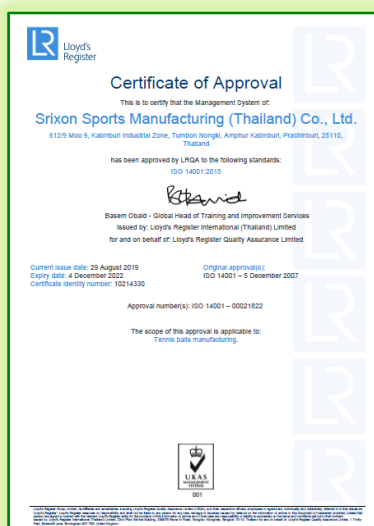 LR
Lloyd's
Register
Certificate of Approval
This is to certify that the Management System of:
Srixon Sports Manufacturing (Thailand) Co., Ltd.
612/9 Moo 9, Kabinburi Industrial Zone, Tumbon Nongki, Amphur Kabinburi, Prachinburi, 25110,
Thailand
has been approved by LRQA to the following standards:
ISO 14001:2015
Basem Obaid - Global Head of Training and Improvement Services
Issued by: Lloyd's Register International (Thailand) Limited
for and on behalf of: Lloyd's Register Quality Assurance Limited
Current issue date: 29 August 2019
Expiry date: 4 December 2022
Certificate identity number: 10214330
Original approval(s):
ISO 14001 – 5 December 2007
Approval number(s): ISO 14001 – 00021822
The scope of this approval is applicable to:
Tennis balls manufacturing.
UKAS
MANAGEMENT
SYSTEMS
001